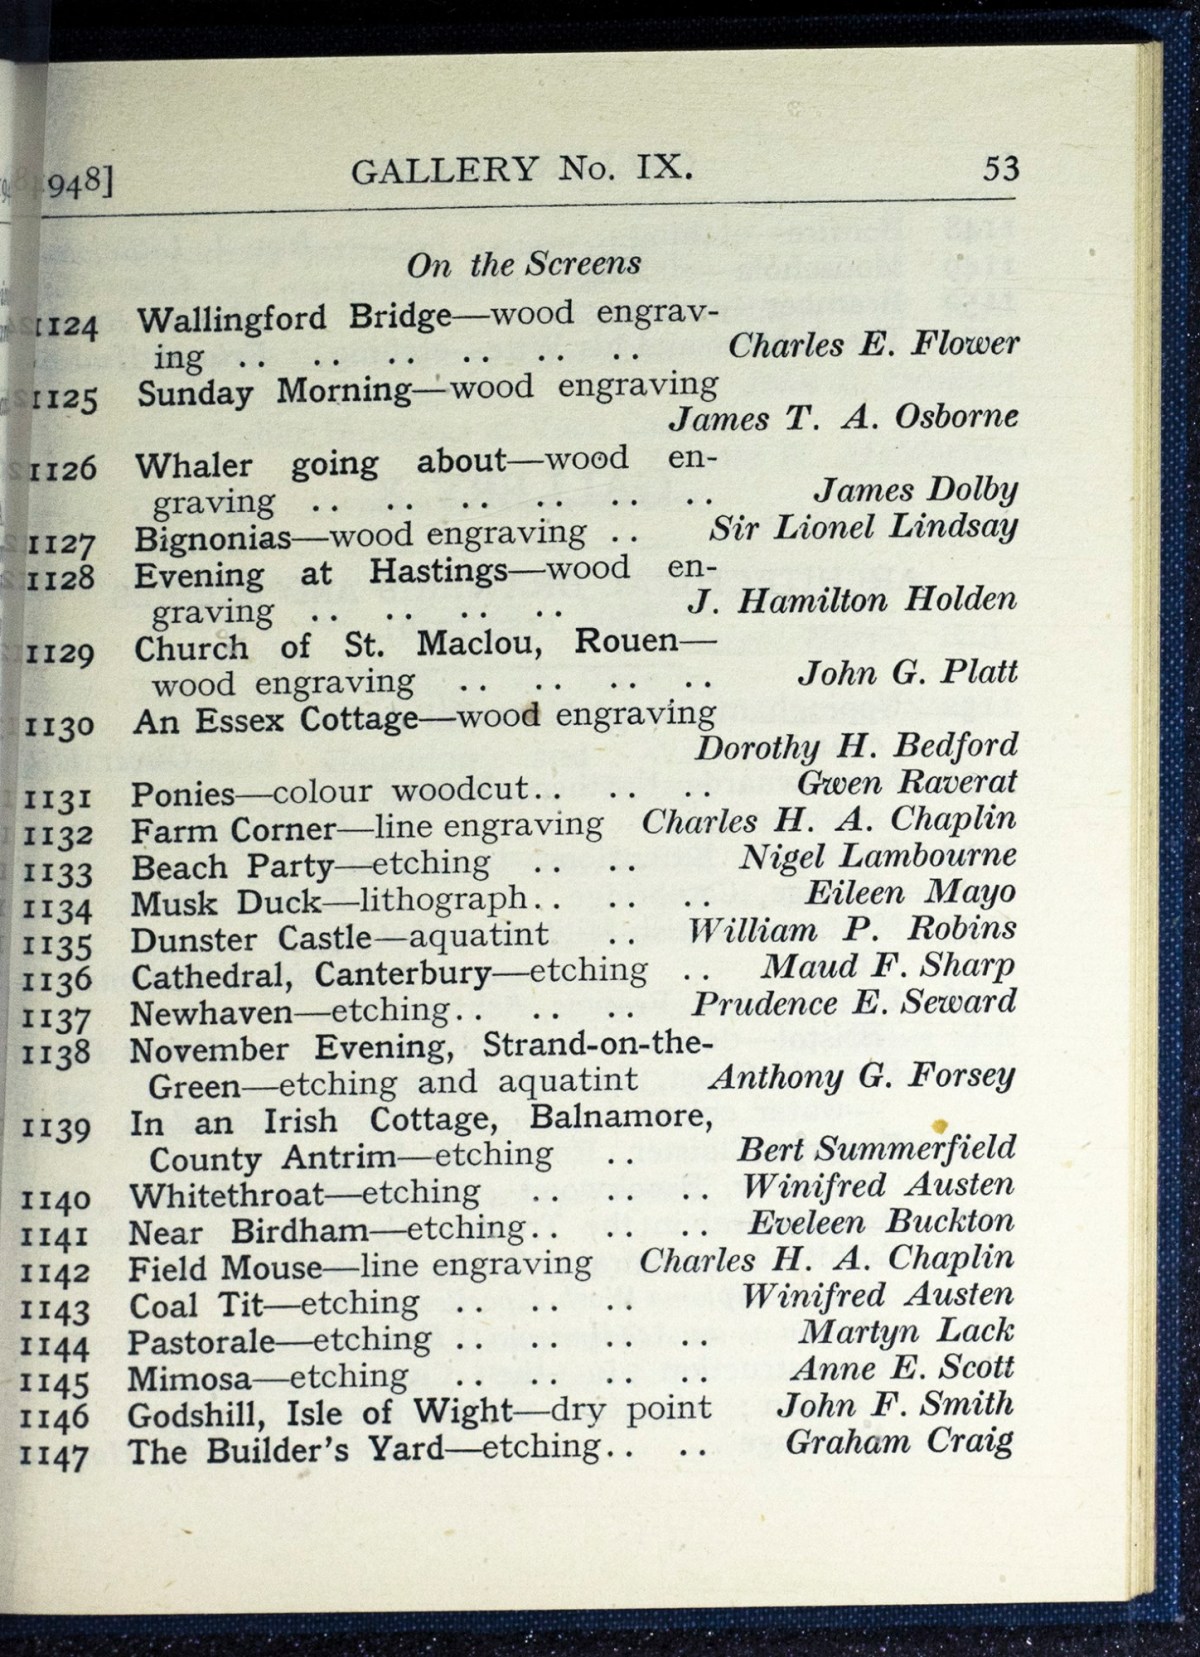 1948] GALLERY No. IX. 53
On the Screens
1124 Wallingford Bridge—wood engrav-
ing .. .. .. .. .. .. Charles E. Flower
1125 Sunday Morning—wood engraving
James T. A. Osborne
1126 Whaler going about—wood en-
graving .. .. .. .. .. .. James Dolby
1127 Bignonias—wood engraving .. Sir Lionel Lindsay
1128 Evening at Hastings—wood en-
graving .. .. .. .. J. Hamilton Holden
1129 Church of St. Maclou, Rouen—
wood engraving .. .. .. .. John G. Platt
1130 An Essex Cottage—wood engraving
Dorothy H. Bedford
1131 Ponies—colour woodcut.. .. .. Gwen Raverat
1132 Farm Corner—line engraving Charles H. A. Chaplin
1133 Beach Party—etching .. .. Nigel Lambourne
1134 Musk Duck—lithograph.. .. .. Eileen Mayo
1135 Dunster Castle—aquatint .. William P. Robins
1136 Cathedral, Canterbury—etching .. Maud F. Sharp
1137 Newhaven—etching.. .. .. Prudence E. Seward
1138 November Evening, Strand-on-the-
Green—etching and aquatint Anthony G. Forsey
1139 In an Irish Cottage, Balnamore,
County Antrim—etching .. Bert Summerfield
1140 Whitethroat—etching .. .. .. Winifred Austen
1141 Near Birdham—etching.. .. .. Eveleen Buckton
1142 Field Mouse—line engraving Charles H. A. Chaplin
1143 Coal Tit—etching .. .. .. Winifred Austen
1144 Pastorale—etching .. .. .. .. Martyn Lack
1145 Mimosa—etching .. .. .. .. Anne E. Scott
1146 Godshill, Isle of Wight—dry point John F. Smith
1147 The Builder's Yard—etching.. .. Graham Craig